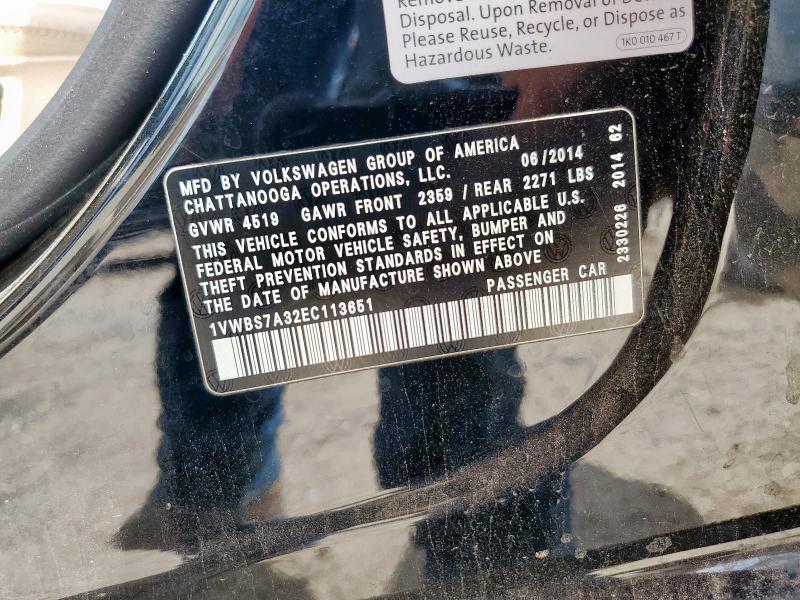 Disposal. Upon Removal or
Please Reuse, Recycle, or Dispose as
Hazardous Waste.
1K0 010 467 T
MFD BY VOLKSWAGEN GROUP OF AMERICA
CHATTANOOGA OPERATIONS, LLC. 06/2014
GVWR 4519 GAWR FRONT 2359 / REAR 2271 LBS
THIS VEHICLE CONFORMS TO ALL APPLICABLE U.S.
FEDERAL MOTOR VEHICLE SAFETY, BUMPER AND
THEFT PREVENTION STANDARDS IN EFFECT ON
THE DATE OF MANUFACTURE SHOWN ABOVE
1VWBS7A32EC113651 PASSENGER CAR
2330226 2014 62